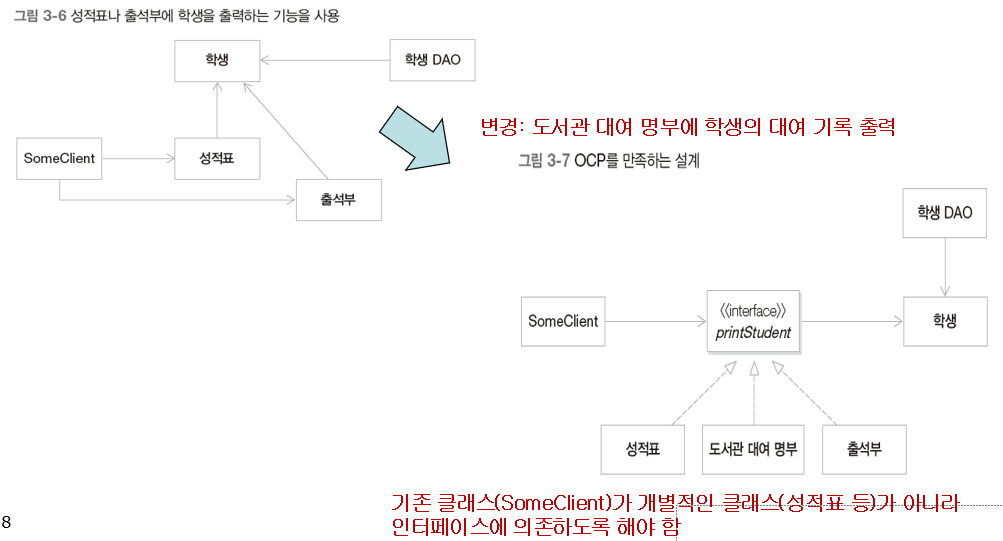 그림 3-6 성적표나 출석부에 학생을 출력하는 기능을 사용
학생
학생 DAO
SomeClient
성적표
출석부
변경: 도서관 대여 명부에 학생의 대여 기록 출력
그림 3-7 OCP를 만족하는 설계
학생 DAO
SomeClient
《interface》
printStudent
학생
성적표
도서관 대여 명부
출석부
기존 클래스(SomeClient)가 개별적인 클래스(성적표 등)가 아니라
인터페이스에 의존하도록 해야 함
8